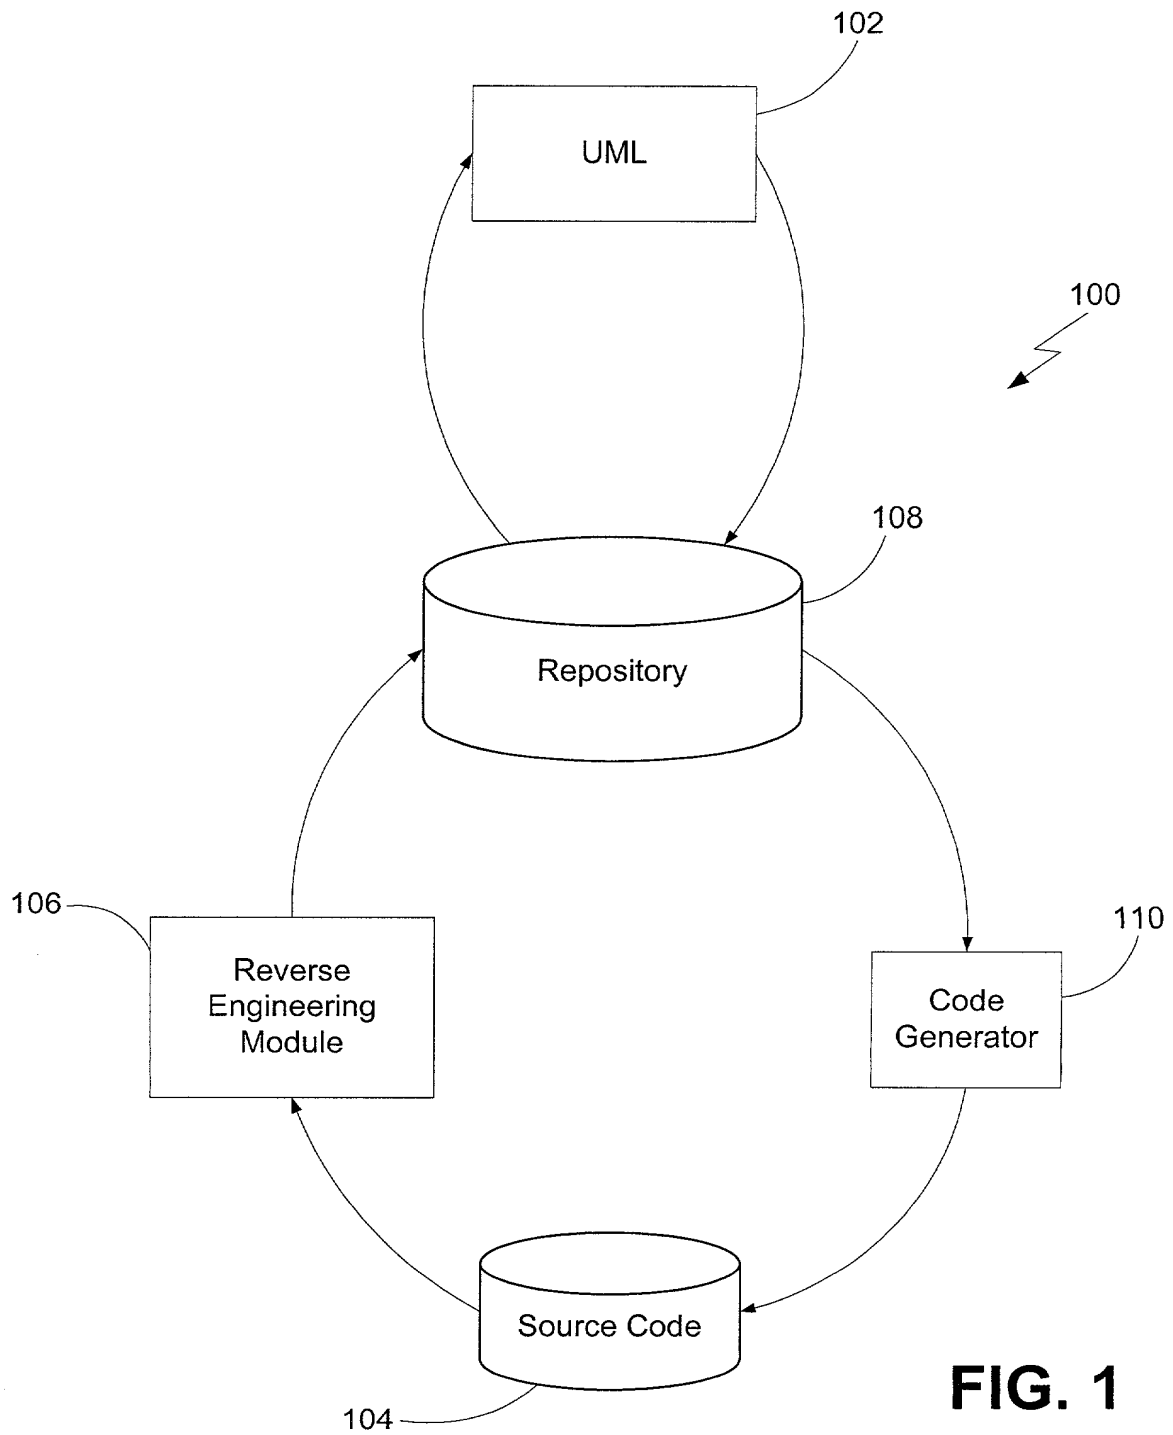 102
UML
100
108
Repository
106
110
Reverse
Engineering
Module
Code
Generator
Source Code
FIG. 1
104